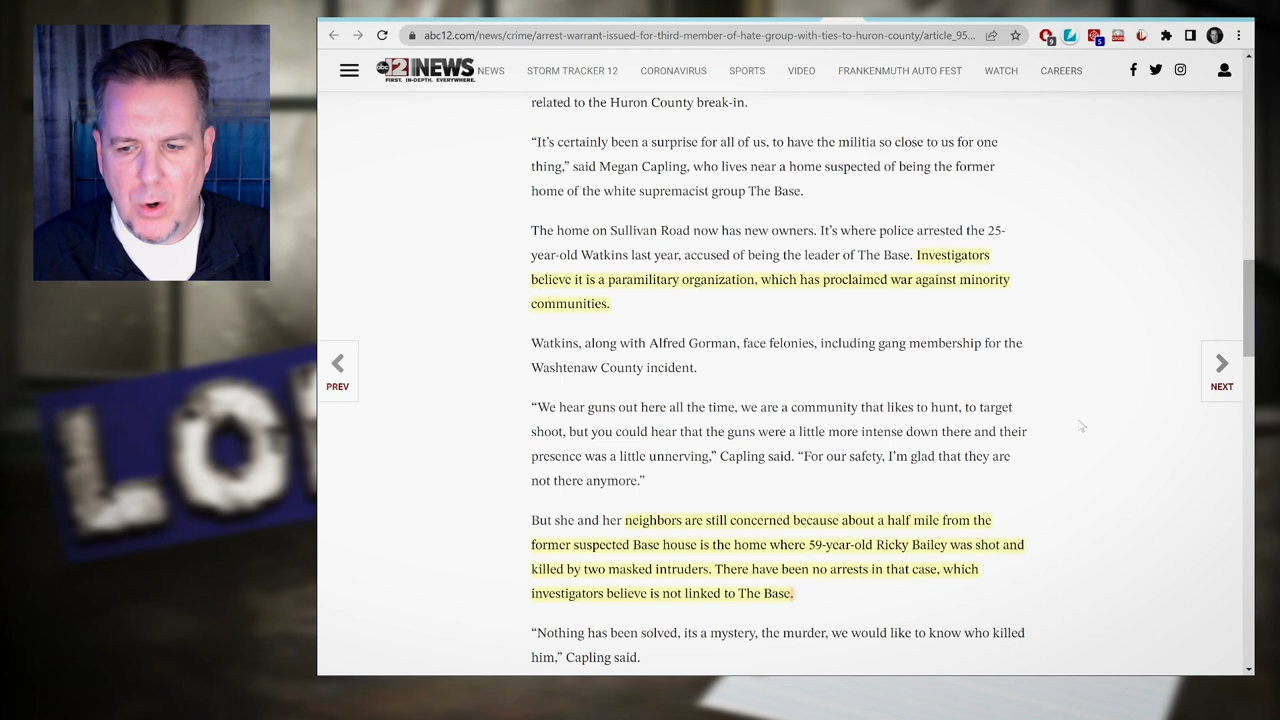 abc12.com/news/crime/arrest-warrant-issued-for-third-member-of-hate-group-with-ties-to-huron-county/article_95...
9
5
abc 12 NEWS
FIRST. IN-DEPTH. EVERYWHERE.
NEWS STORM TRACKER 12 CORONAVIRUS SPORTS VIDEO FRANKENMUTH AUTO FEST WATCH CAREERS
related to the Huron County break-in.
“It’s certainly been a surprise for all of us, to have the militia so close to us for one
thing,” said Megan Capling, who lives near a home suspected of being the former
home of the white supremacist group The Base.
The home on Sullivan Road now has new owners. It’s where police arrested the 25-
year-old Watkins last year, accused of being the leader of The Base. Investigators
believe it is a paramilitary organization, which has proclaimed war against minority
communities.
Watkins, along with Alfred Gorman, face felonies, including gang membership for the
Washtenaw County incident.
“We hear guns out here all the time, we are a community that likes to hunt, to target
shoot, but you could hear that the guns were a little more intense down there and their
presence was a little unnerving,” Capling said. “For our safety, I’m glad that they are
not there anymore.”
But she and her neighbors are still concerned because about a half mile from the
former suspected Base house is the home where 59-year-old Ricky Bailey was shot and
killed by two masked intruders. There have been no arrests in that case, which
investigators believe is not linked to The Base.
“Nothing has been solved, its a mystery, the murder, we would like to know who killed
him,” Capling said.
PREV
NEXT
LO